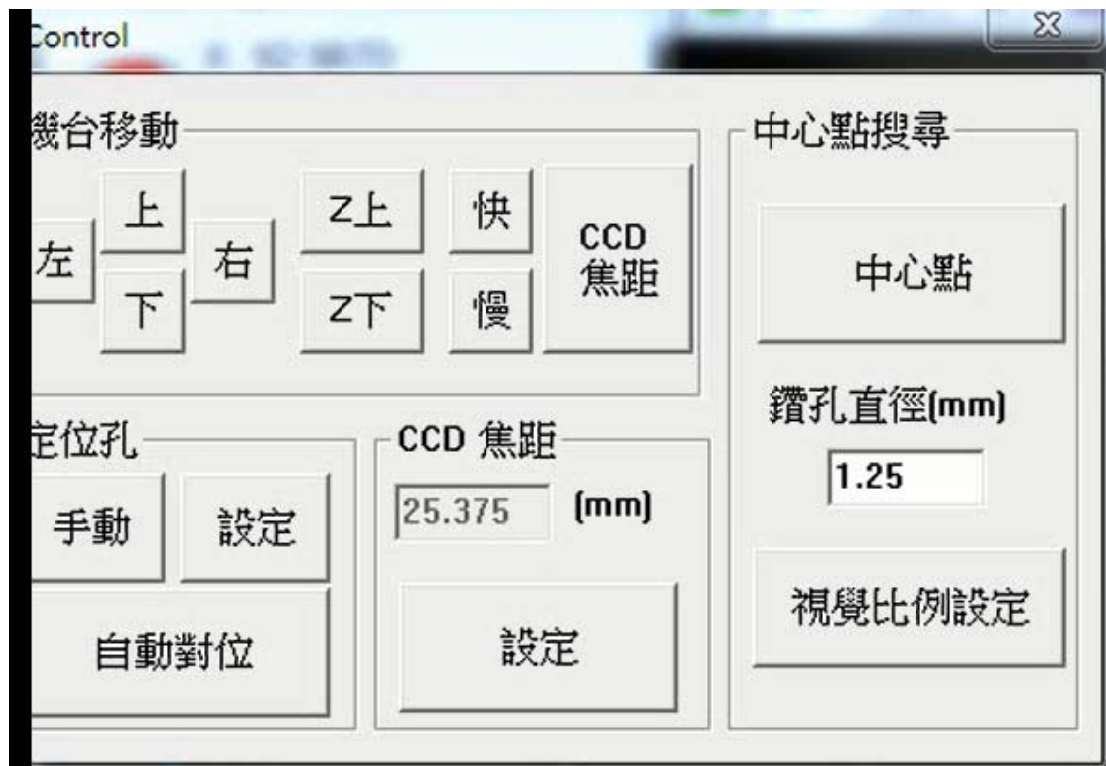 Control
機台移動
上
左
右
下
Z上
Z下
快
慢
CCD
焦距
中心點搜尋
中心點
鑽孔直徑(mm)
1.25
視覺比例設定
定位孔
手動
設定
自動對位
CCD 焦距
25.375
(mm)
設定